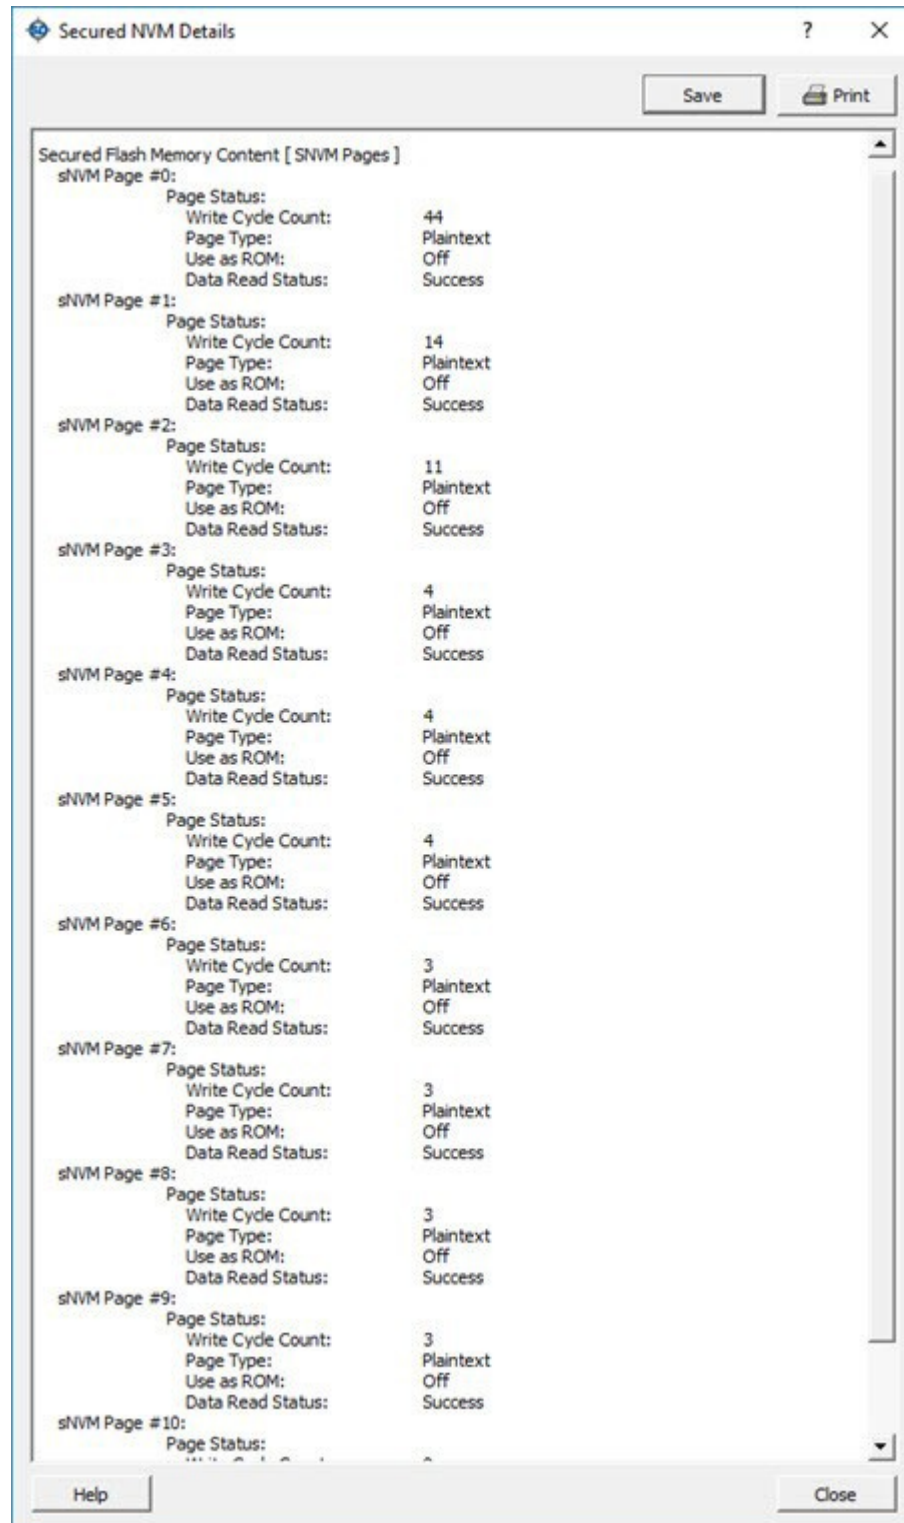 Secured NVM Details
? X
Save Print
Secured Flash Memory Content [ SNVM Pages ]
sNVM Page #0:
Page Status:
Write Cycle Count: 44
Page Type: Plaintext
Use as ROM: Off
Data Read Status: Success
sNVM Page #1:
Page Status:
Write Cycle Count: 14
Page Type: Plaintext
Use as ROM: Off
Data Read Status: Success
sNVM Page #2:
Page Status:
Write Cycle Count: 11
Page Type: Plaintext
Use as ROM: Off
Data Read Status: Success
sNVM Page #3:
Page Status:
Write Cycle Count: 4
Page Type: Plaintext
Use as ROM: Off
Data Read Status: Success
sNVM Page #4:
Page Status:
Write Cycle Count: 4
Page Type: Plaintext
Use as ROM: Off
Data Read Status: Success
sNVM Page #5:
Page Status:
Write Cycle Count: 4
Page Type: Plaintext
Use as ROM: Off
Data Read Status: Success
sNVM Page #6:
Page Status:
Write Cycle Count: 3
Page Type: Plaintext
Use as ROM: Off
Data Read Status: Success
sNVM Page #7:
Page Status:
Write Cycle Count: 3
Page Type: Plaintext
Use as ROM: Off
Data Read Status: Success
sNVM Page #8:
Page Status:
Write Cycle Count: 3
Page Type: Plaintext
Use as ROM: Off
Data Read Status: Success
sNVM Page #9:
Page Status:
Write Cycle Count: 3
Page Type: Plaintext
Use as ROM: Off
Data Read Status: Success
sNVM Page #10:
Page Status:
Help Close